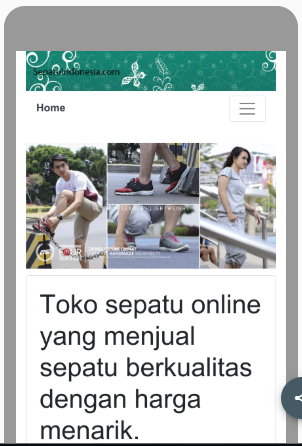 SepatuIndonesia.com
Home
Toko sepatu online
yang menjual
sepatu berkualitas
dengan harga
menarik.